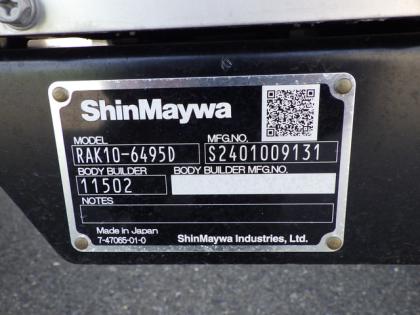 ShinMaywa
MODEL MFG.NO.
RAK10-6495D S2401009131
BODY BUILDER BODY BUILDER MFG.NO.
11502
NOTES
Made in Japan
7-47065-01-0 ShinMaywa Industries, Ltd.